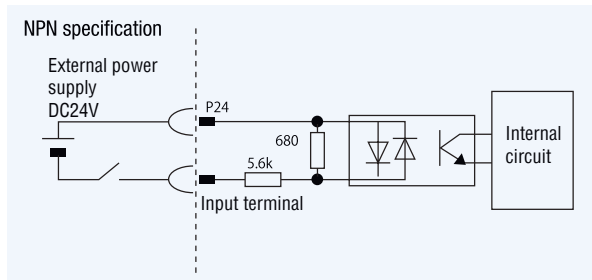 NPN specification
External power
supply
DC24V
P24
680
5.6k
Input terminal
Internal
circuit